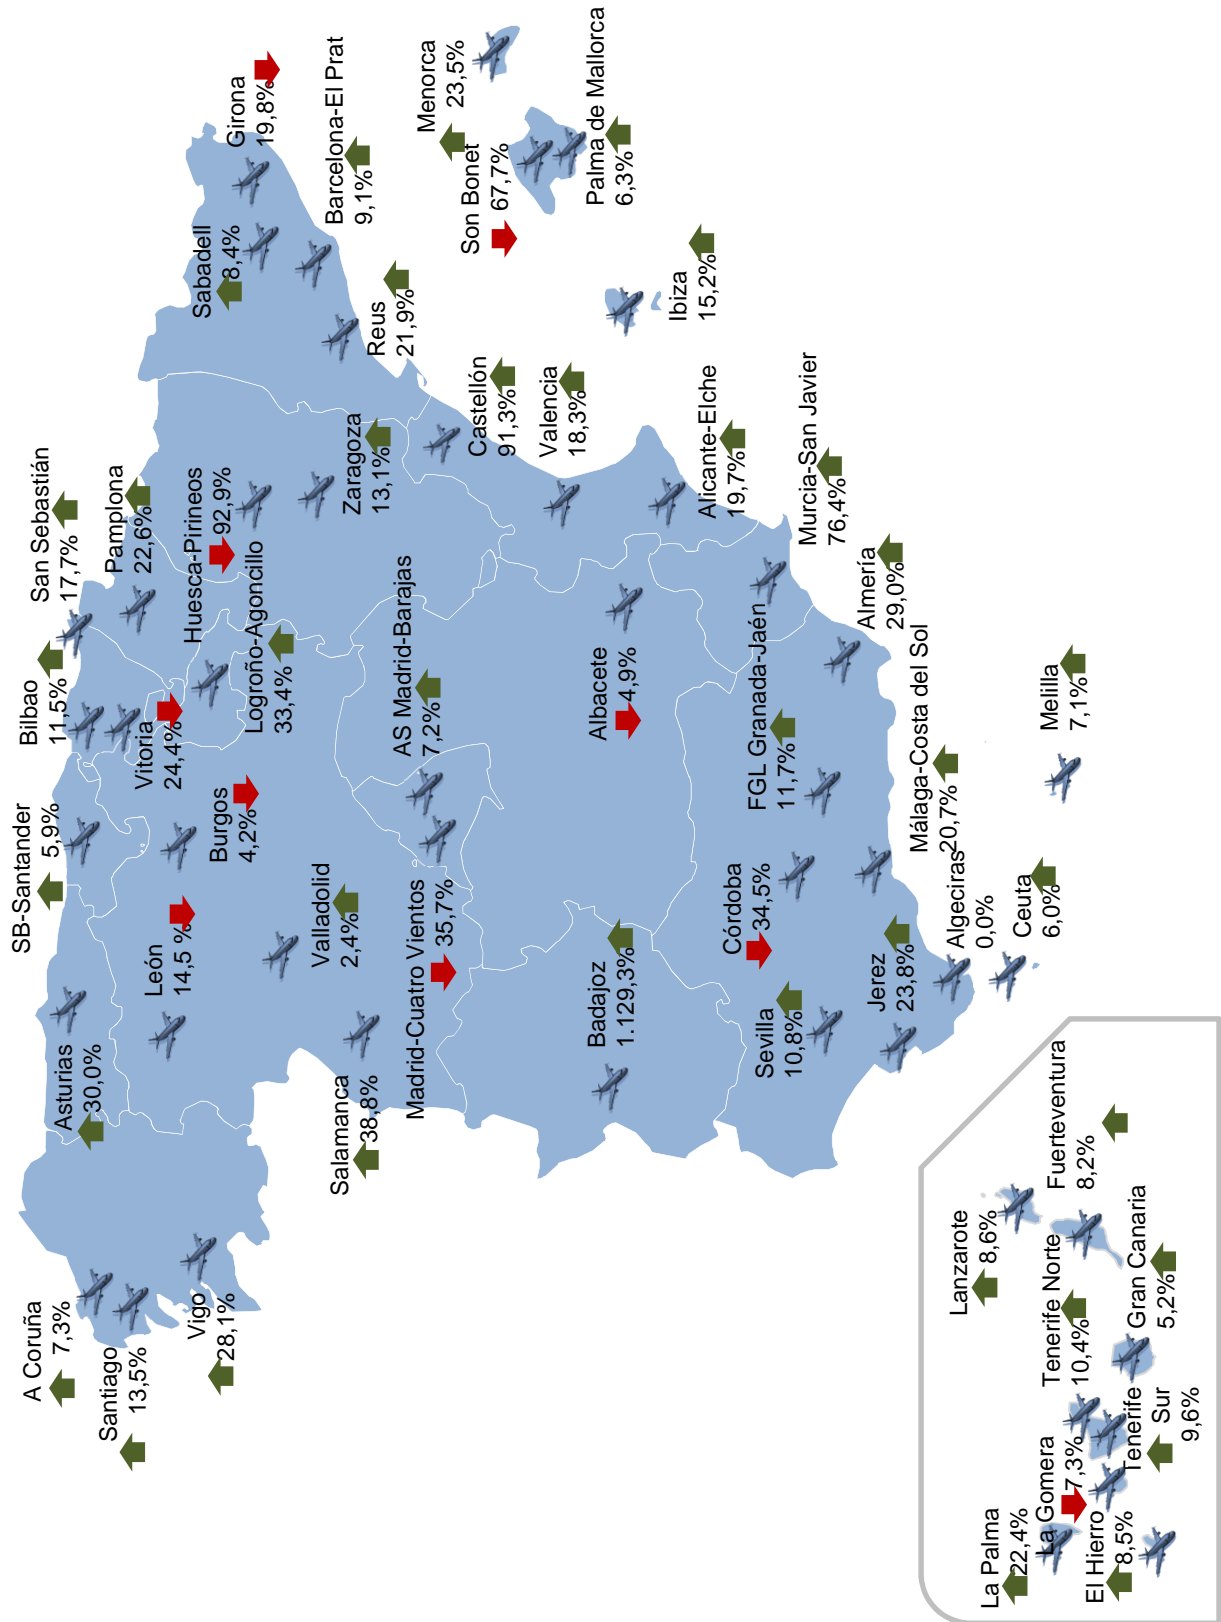 A Coruña
7,3%
Santiago
13,5%
Vigo
28,1%
Asturias
30,0%
SB-Santander
5,9%
Bilbao
11,5%
San Sebastián
17,7%
Pamplona
22,6%
Vitoria
24,4%
León
14,5 %
Burgos
4,2%
Huesca-Pirineos
92,9%
Logroño-Agoncillo
33,4%
Sabadell
8,4%
Girona
19,8%
Barcelona-El Prat
9,1%
Reus
21,9%
Zaragoza
13,1%
Valladolid
2,4%
Salamanca
38,8%
Madrid-Cuatro Vientos
35,7%
AS Madrid-Barajas
7,2%
Castellón
91,3%
Valencia
18,3%
Menorca
23,5%
Son Bonet
67,7%
Palma de Mallorca
6,3%
Ibiza
15,2%
Badajoz
1.129,3%
Albacete
4,9%
Alicante-Elche
19,7%
Murcia-San Javier
76,4%
Córdoba
34,5%
Sevilla
10,8%
FGL Granada-Jaén
11,7%
Almería
29,0%
Jerez
23,8%
Málaga-Costa del Sol
20,7%
Algeciras
0,0%
Ceuta
6,0%
Melilla
7,1%
La Palma
22,4%
La Gomera
7,3%
El Hierro
8,5%
Tenerife Norte
10,4%
Tenerife
Sur
9,6%
Gran Canaria
5,2%
Lanzarote
8,6%
Fuerteventura
8,2%